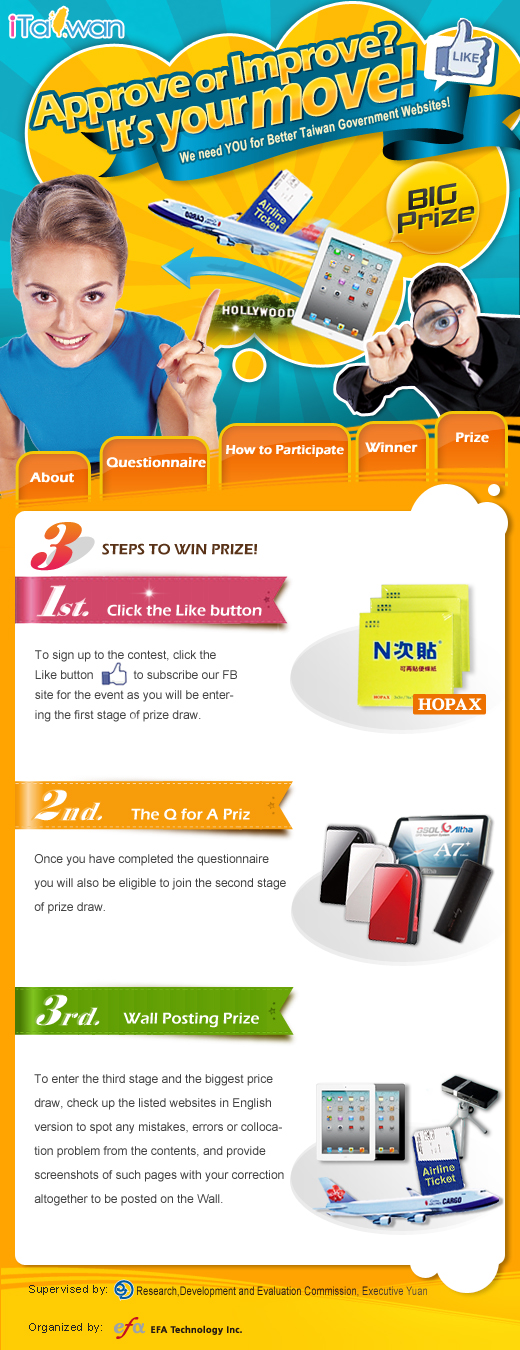 iTaiwan
Approve or Improve?
It's your move!
LIKE
We need YOU for Better Taiwan Government Websites!
BIG
Prize
CARGO
Airline
Ticket
HOLLYWOOD
About
Questionnaire
How to Participate
Winner
Prize
3 STEPS TO WIN PRIZE!
1st. Click the Like button
To sign up to the contest, click the
Like button to subscribe our FB
site for the event as you will be enter-
ing the first stage of prize draw.
N次貼
可再貼便條紙
HOPAX
HOPAX
2nd. The Q for A Priz
Once you have completed the questionnaire
you will also be eligible to join the second stage
of prize draw.
A7+
3rd. Wall Posting Prize
To enter the third stage and the biggest price
draw, check up the listed websites in English
version to spot any mistakes, errors or colloca-
tion problem from the contents, and provide
screenshots of such pages with your correction
altogether to be posted on the Wall.
Airline
Ticket
CARGO
Supervised by: Research,Development and Evaluation Commission, Executive Yuan
Organized by: efa EFA Technology Inc.